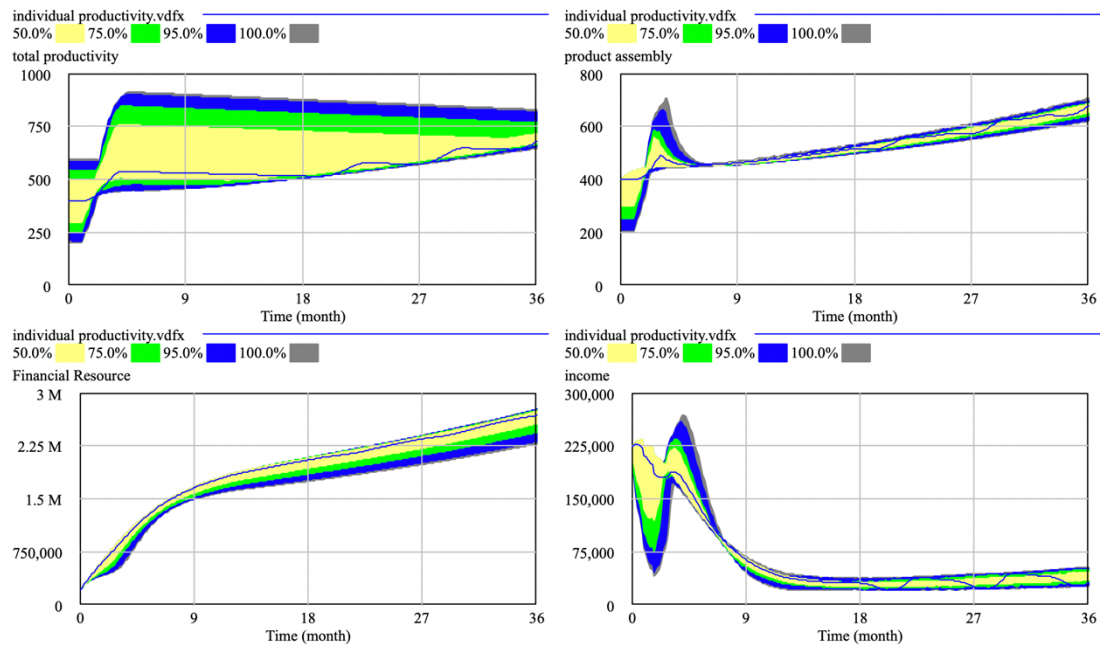 individual productivity.vdfx
50.0% 75.0% 95.0% 100.0%
total productivity
1000
750
500
250
0
0 9 18 27 36
Time (month)
individual productivity.vdfx
50.0% 75.0% 95.0% 100.0%
product assembly
800
600
400
200
0
0 9 18 27 36
Time (month)
individual productivity.vdfx
50.0% 75.0% 95.0% 100.0%
Financial Resource
3 M
2.25 M
1.5 M
750,000
0
0 9 18 27 36
Time (month)
individual productivity.vdfx
50.0% 75.0% 95.0% 100.0%
income
300,000
225,000
150,000
75,000
0
0 9 18 27 36
Time (month)